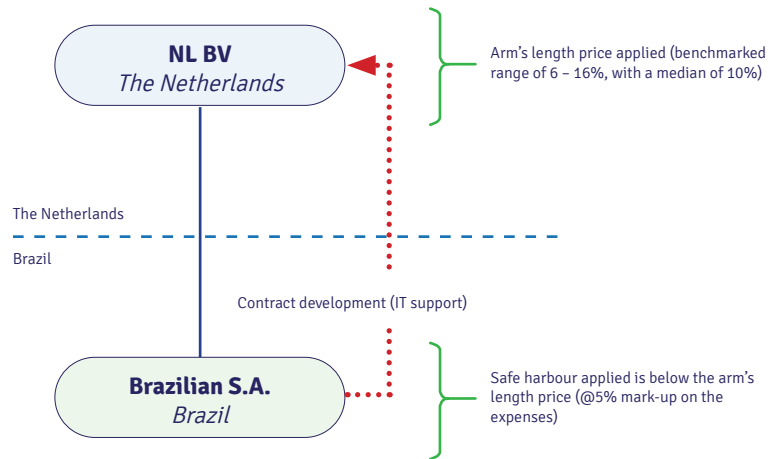 NL BV
The Netherlands
Arm’s length price applied (benchmarked
range of 6 – 16%, with a median of 10%)
The Netherlands
Brazil
Contract development (IT support)
Brazilian S.A.
Brazil
Safe harbour applied is below the arm’s
length price (@5% mark-up on the
expenses)